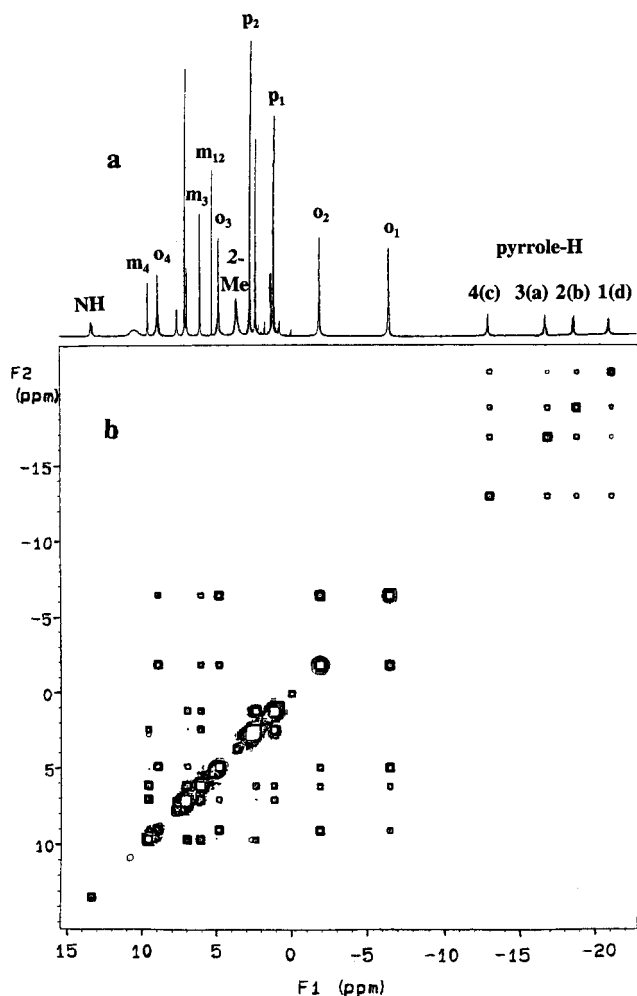 p₂
p₁
a
m₁₂
m₃
o₃
o₂
o₁
m₄
o₄
2-
Me
NH
pyrrole-H
4(c) 3(a) 2(b) 1(d)
F2
(ppm)
b
-15
-10
-5
0
5
10
15 10 5 0 -5 -10 -15 -20
F1 (ppm)